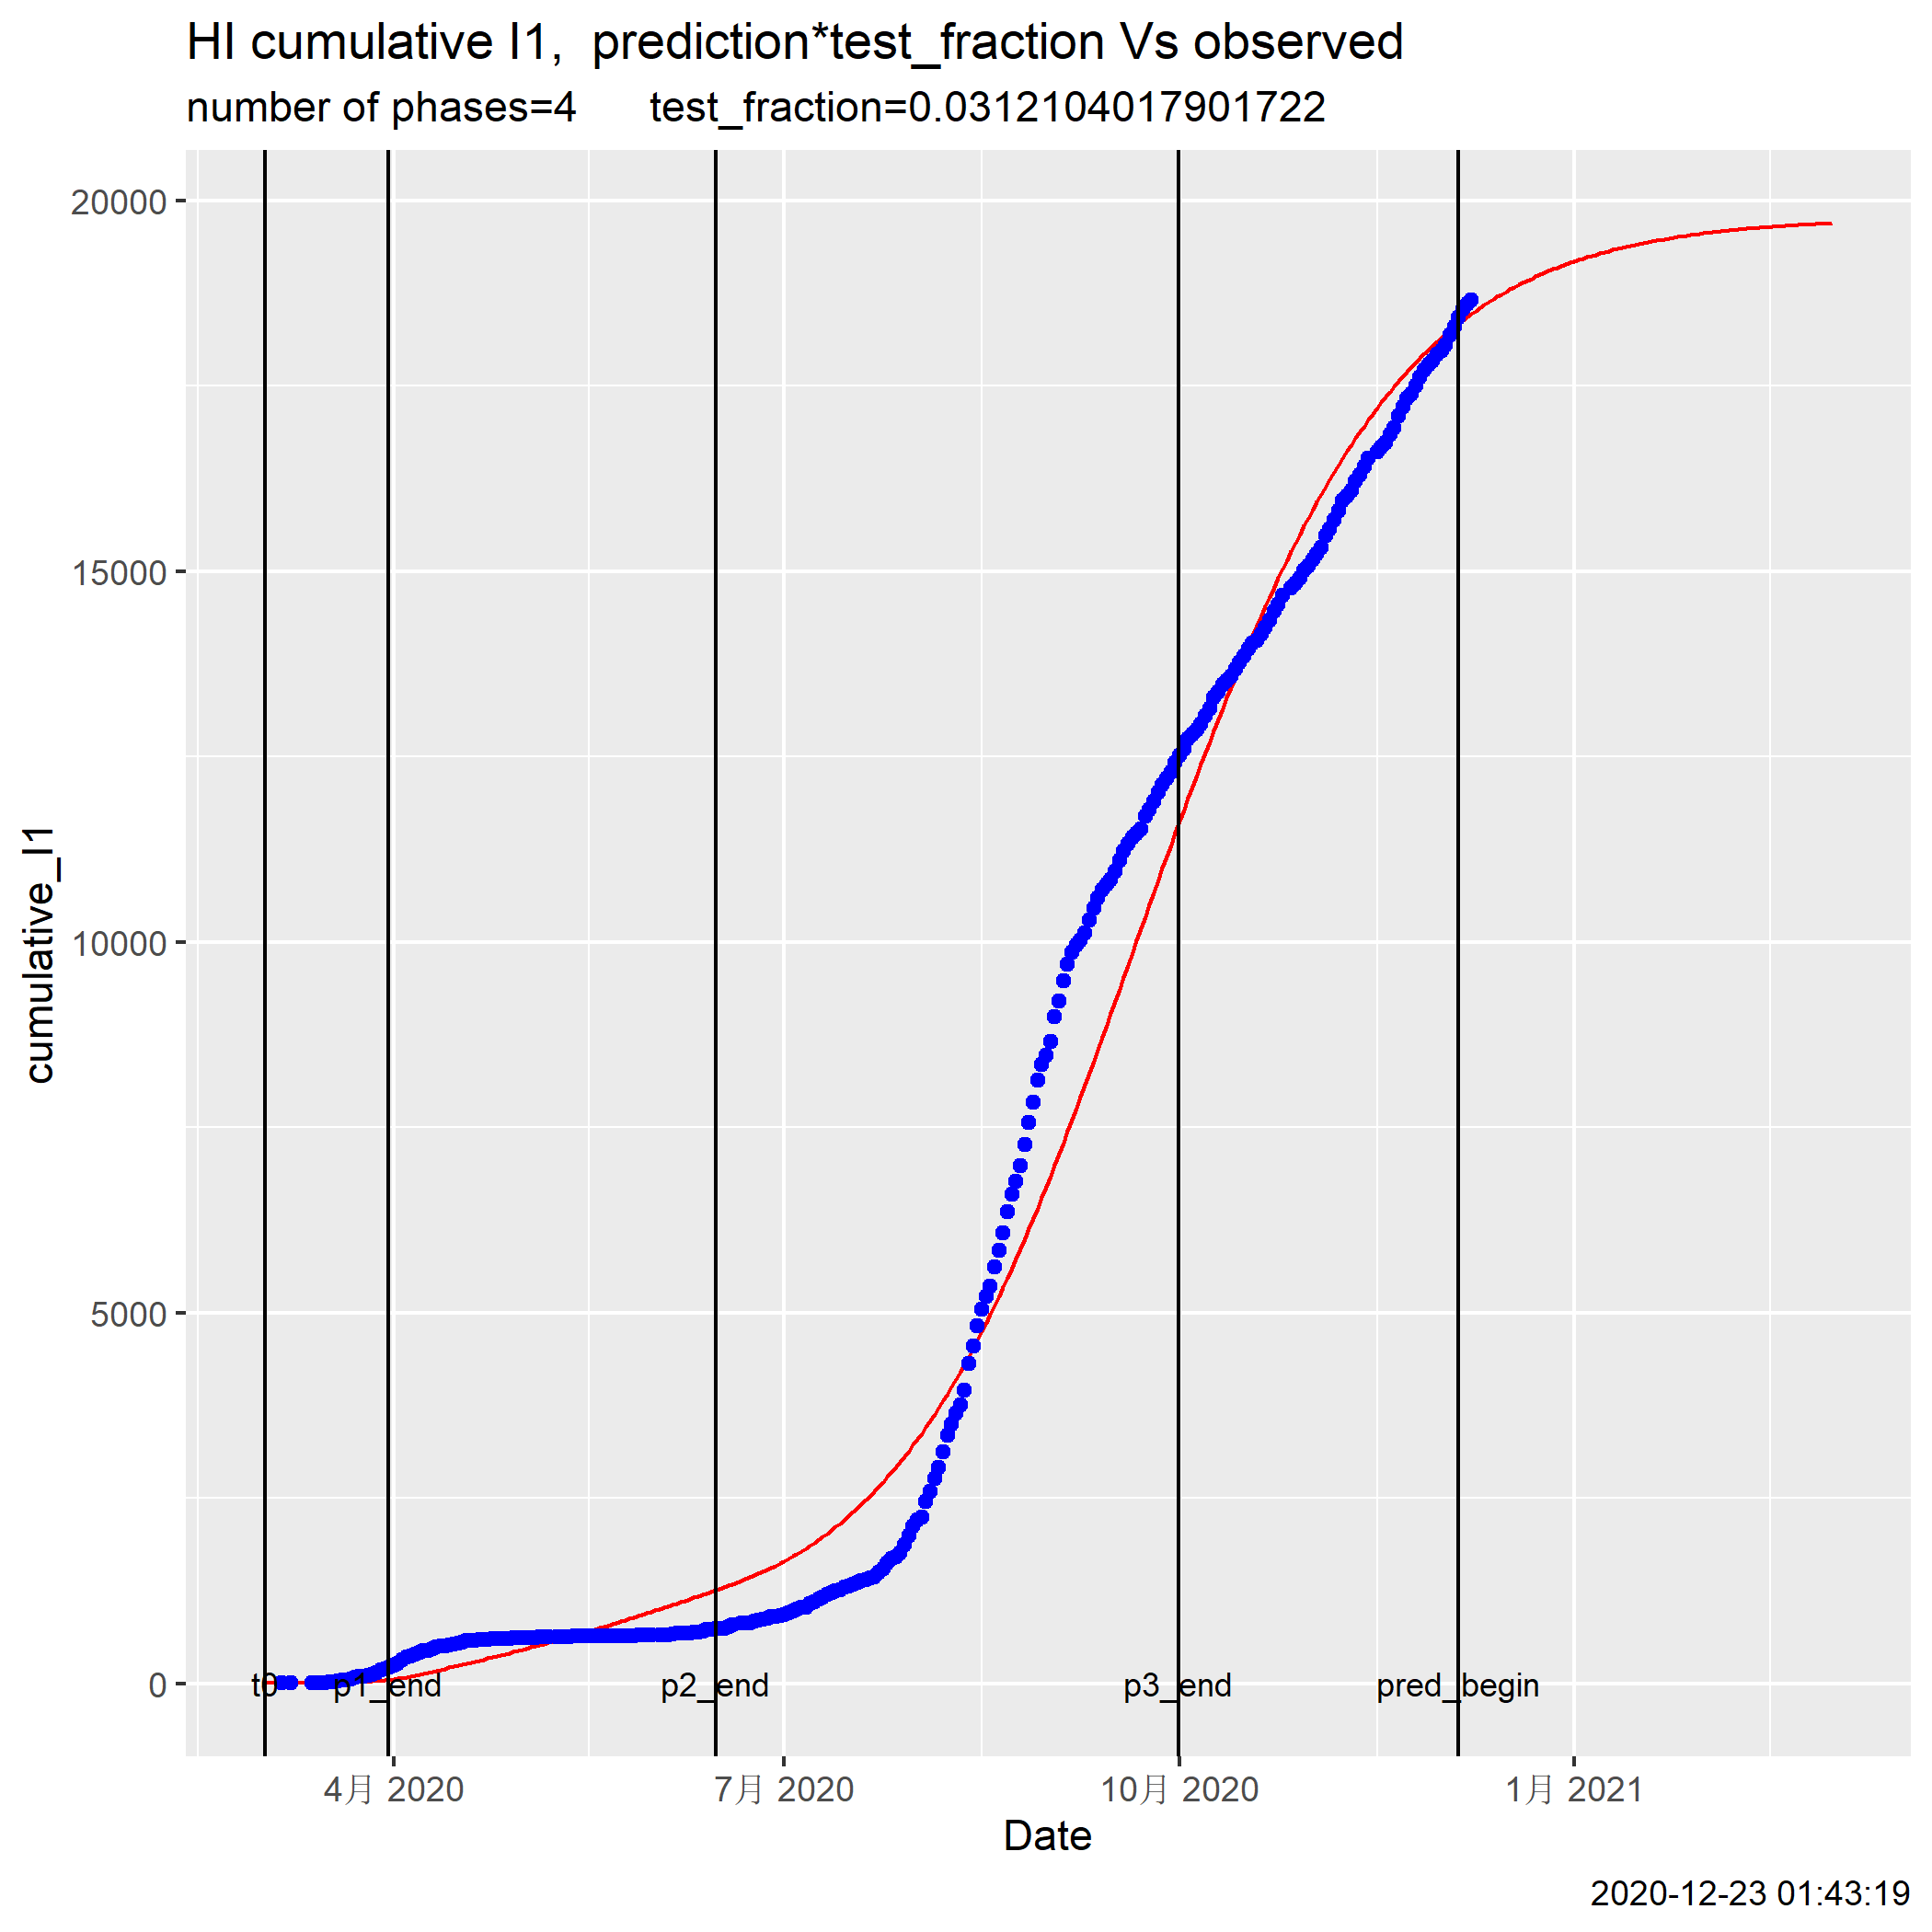 HI cumulative I1,  prediction*test_fraction Vs observed
number of phases=4      test_fraction=0.0312104017901722
cumulative_I1
20000
15000
10000
5000
0
t0 p1_end p2_end p3_end pred_begin
4月 2020 7月 2020 10月 2020 1月 2021
Date
2020-12-23 01:43:19